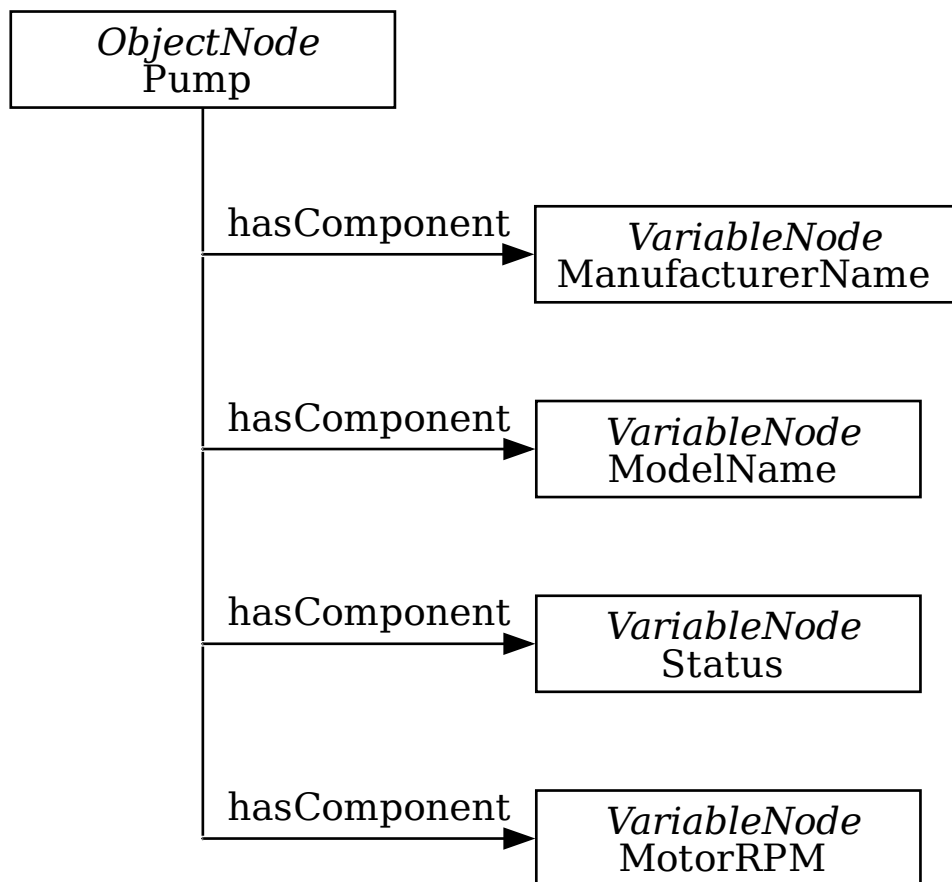 ObjectNode
Pump
hasComponent
VariableNode
ManufacturerName
hasComponent
VariableNode
ModelName
hasComponent
VariableNode
Status
hasComponent
VariableNode
MotorRPM